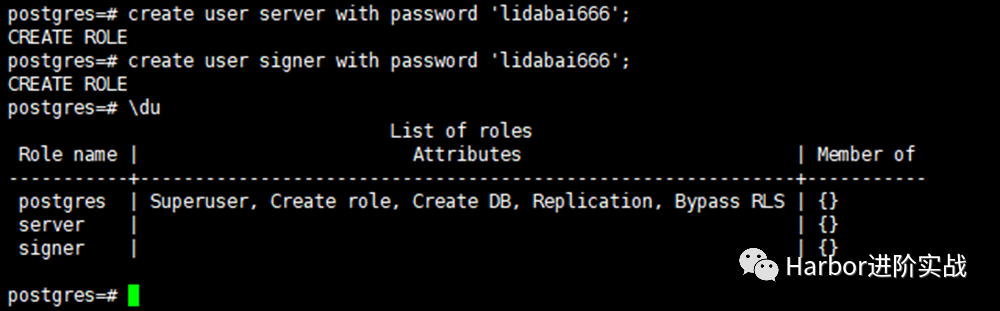 postgres=# create user server with password 'lidabai666';
CREATE ROLE
postgres=# create user signer with password 'lidabai666';
CREATE ROLE
postgres=# \du
List of roles
Role name | Attributes | Member of
-----------+------------------------------------------------------------+-----------
postgres | Superuser, Create role, Create DB, Replication, Bypass RLS | {}
server | | {}
signer | | {}
Harbor进阶实战
postgres=#